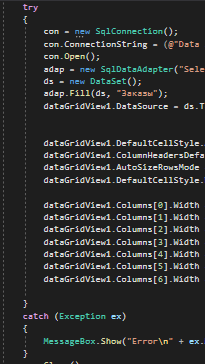 try
{
con = new SqlConnection();
con.ConnectionString = (@"Data
con.Open();
adap = new SqlDataAdapter("Sele
ds = new DataSet();
adap.Fill(ds, "Заказы");
dataGridView1.DataSource = ds.T
dataGridView1.DefaultCellStyle.
dataGridView1.ColumnHeadersDefa
dataGridView1.AutoSizeRowsMode
dataGridView1.DefaultCellStyle.
dataGridView1.Columns[0].Width
dataGridView1.Columns[1].Width
dataGridView1.Columns[2].Width
dataGridView1.Columns[3].Width
dataGridView1.Columns[4].Width
dataGridView1.Columns[5].Width
dataGridView1.Columns[6].Width
}
catch (Exception ex)
{
MessageBox.Show("Error\n" + ex.
}